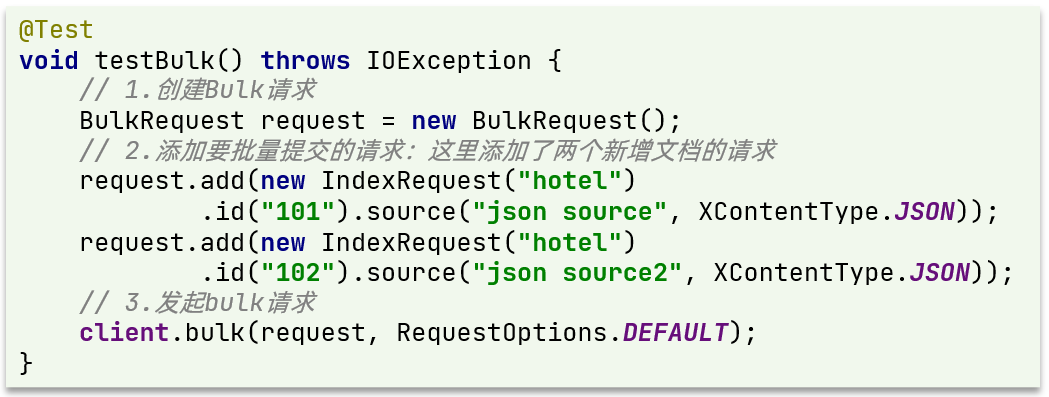 @Test
void testBulk() throws IOException {
    // 1.创建Bulk请求
    BulkRequest request = new BulkRequest();
    // 2.添加要批量提交的请求：这里添加了两个新增文档的请求
    request.add(new IndexRequest("hotel")
            .id("101").source("json source", XContentType.JSON));
    request.add(new IndexRequest("hotel")
            .id("102").source("json source2", XContentType.JSON));
    // 3.发起bulk请求
    client.bulk(request, RequestOptions.DEFAULT);
}